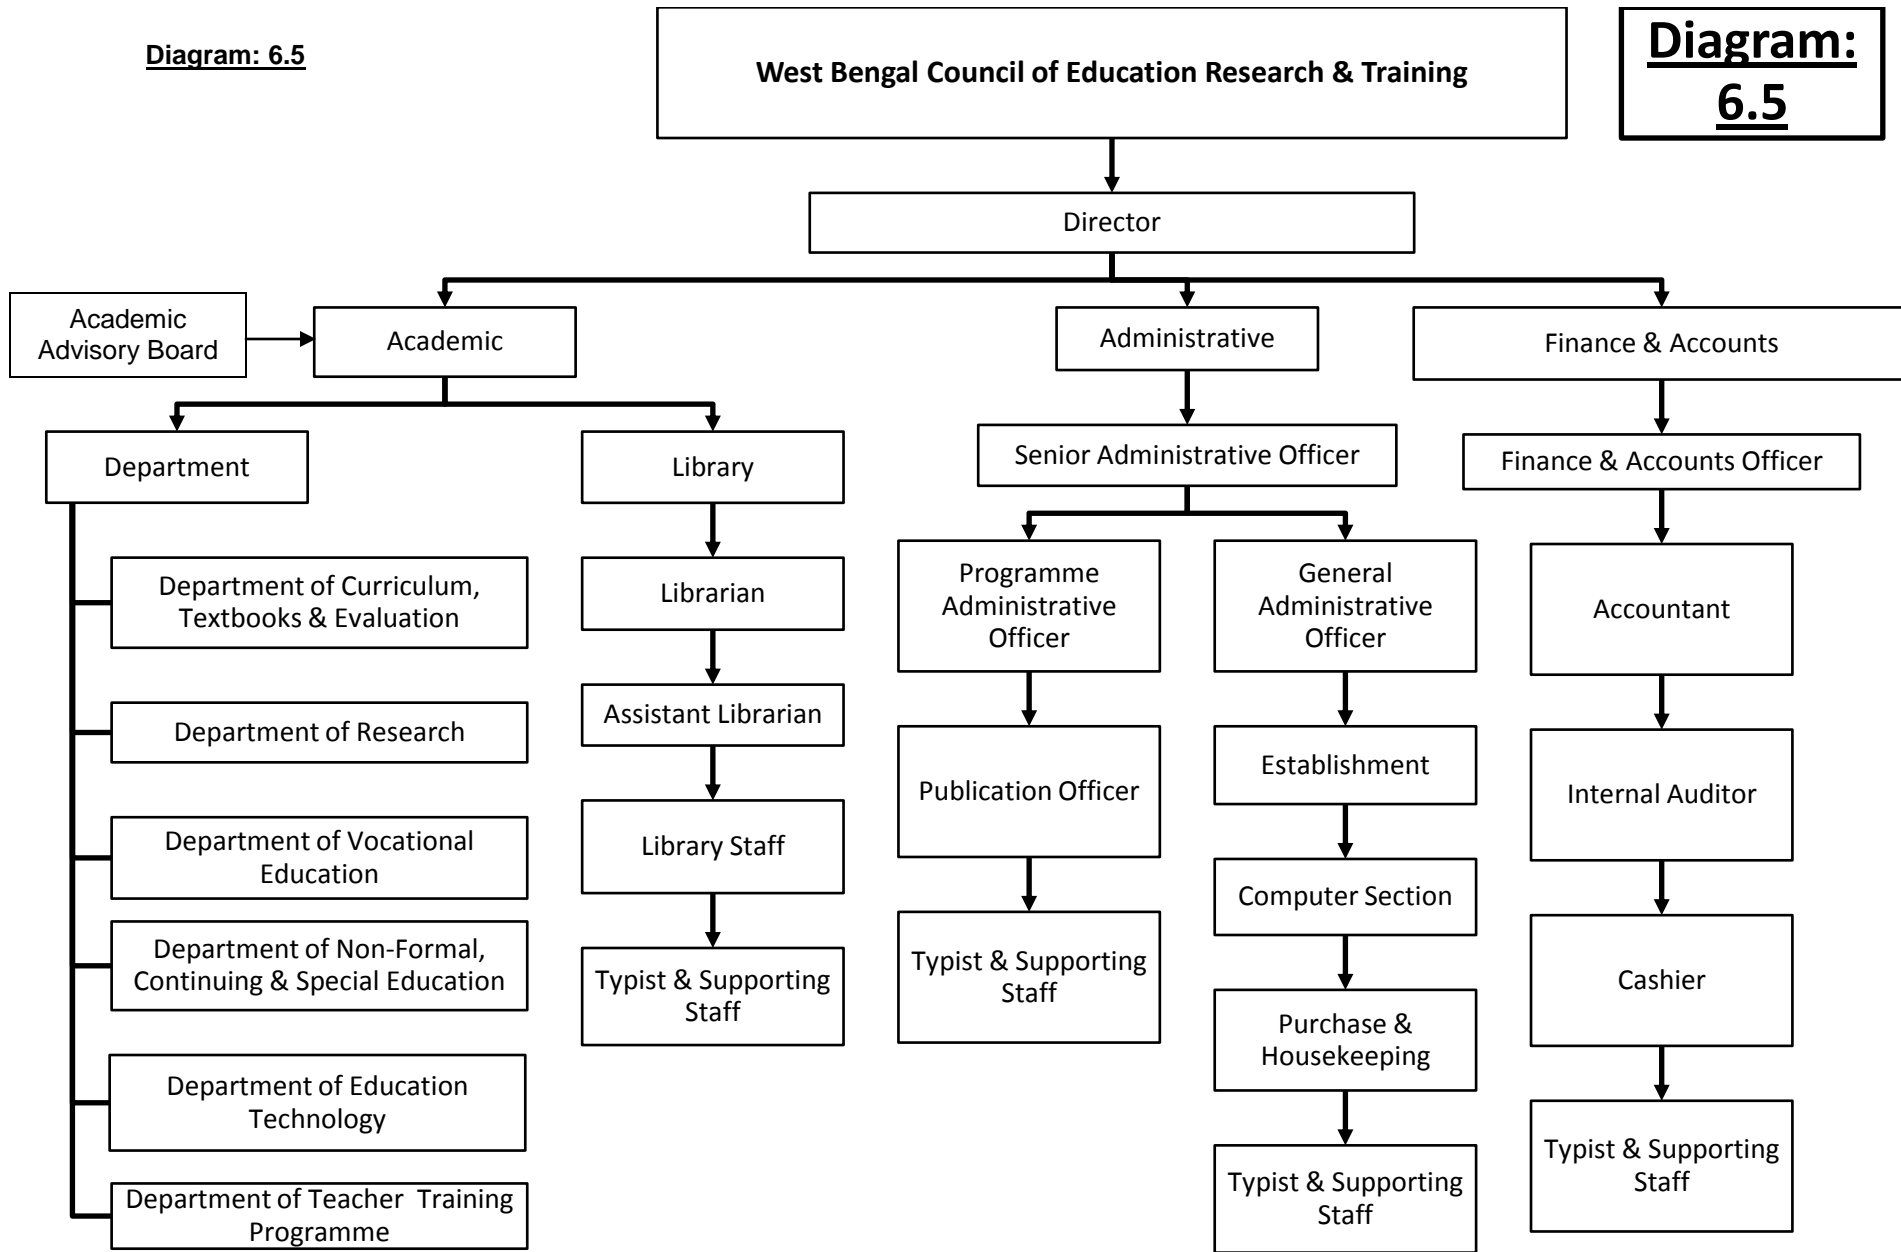 Diagram: 6.5
West Bengal Council of Education Research & Training
Diagram:
6.5
Director
Academic
Advisory Board
Academic
Administrative
Finance & Accounts
Department
Library
Senior Administrative Officer
Finance & Accounts Officer
Department of Curriculum,
Textbooks & Evaluation
Department of Research
Department of Vocational
Education
Department of Non-Formal,
Continuing & Special Education
Department of Education
Technology
Department of Teacher Training
Programme
Librarian
Assistant Librarian
Library Staff
Typist & Supporting
Staff
Programme
Administrative
Officer
Publication Officer
Typist & Supporting
Staff
General
Administrative
Officer
Establishment
Computer Section
Purchase &
Housekeeping
Typist & Supporting
Staff
Accountant
Internal Auditor
Cashier
Typist & Supporting
Staff